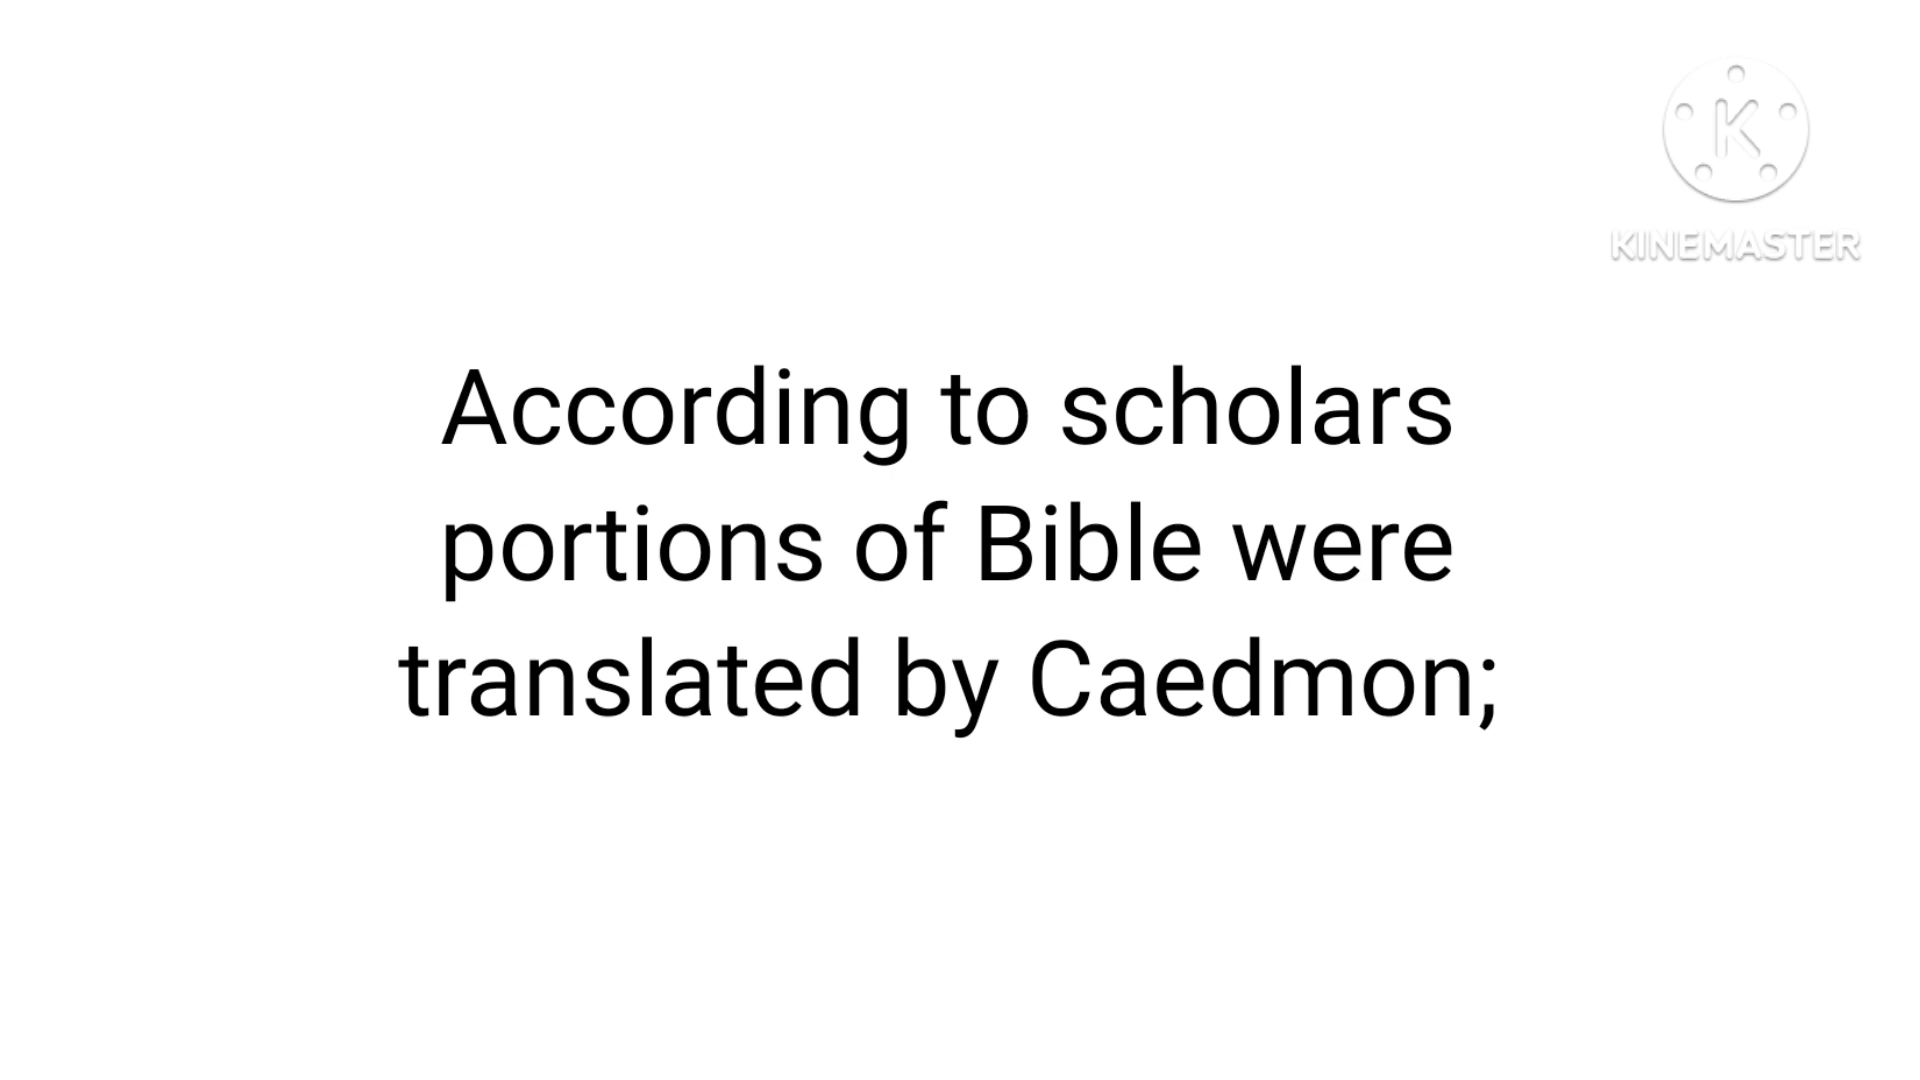 K
KINEMASTER
According to scholars
portions of Bible were
translated by Caedmon;